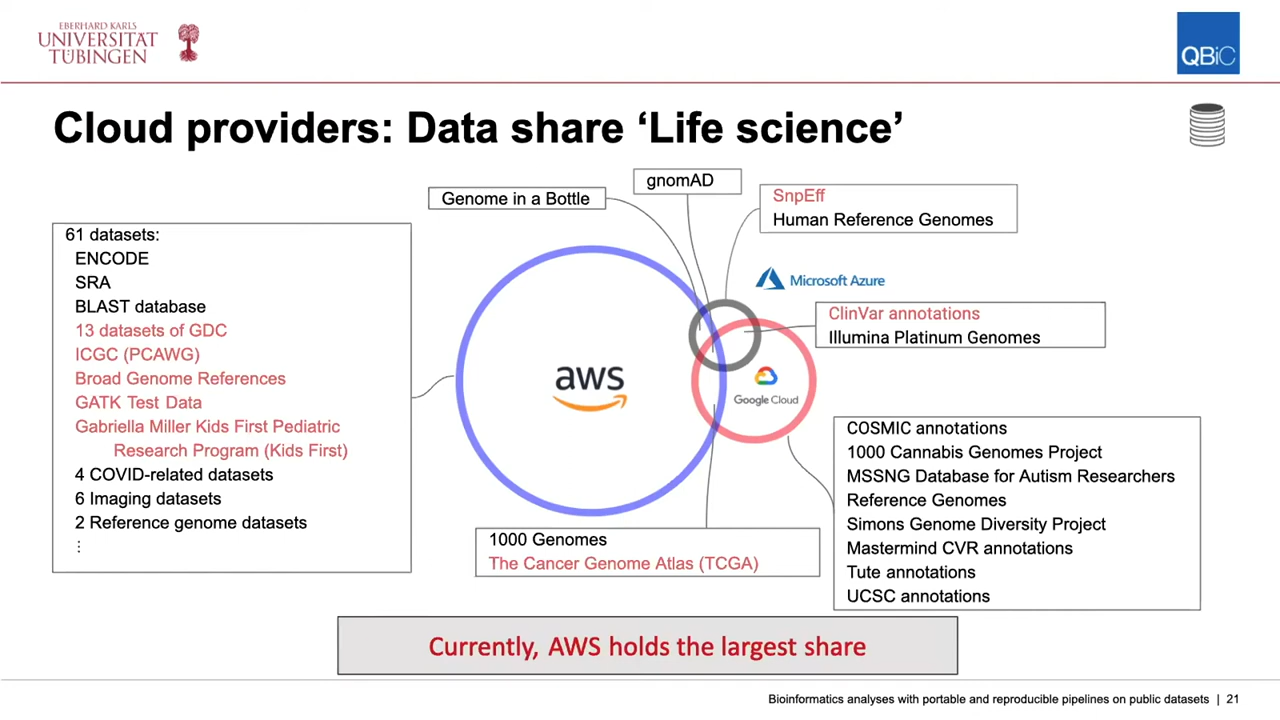 EBERHARD KARLS
UNIVERSITÄT
TÜBINGEN
QBiC
Cloud providers: Data share ‘Life science’
gnomAD
Genome in a Bottle
SnpEff
Human Reference Genomes
61 datasets:
ENCODE
SRA
BLAST database
13 datasets of GDC
ICGC (PCAWG)
Broad Genome References
GATK Test Data
Gabriella Miller Kids First Pediatric
Research Program (Kids First)
4 COVID-related datasets
6 Imaging datasets
2 Reference genome datasets
⋮
Microsoft Azure
ClinVar annotations
Illumina Platinum Genomes
aws
Google Cloud
COSMIC annotations
1000 Cannabis Genomes Project
MSSNG Database for Autism Researchers
Reference Genomes
Simons Genome Diversity Project
Mastermind CVR annotations
Tute annotations
UCSC annotations
1000 Genomes
The Cancer Genome Atlas (TCGA)
Currently, AWS holds the largest share
Bioinformatics analyses with portable and reproducible pipelines on public datasets | 21